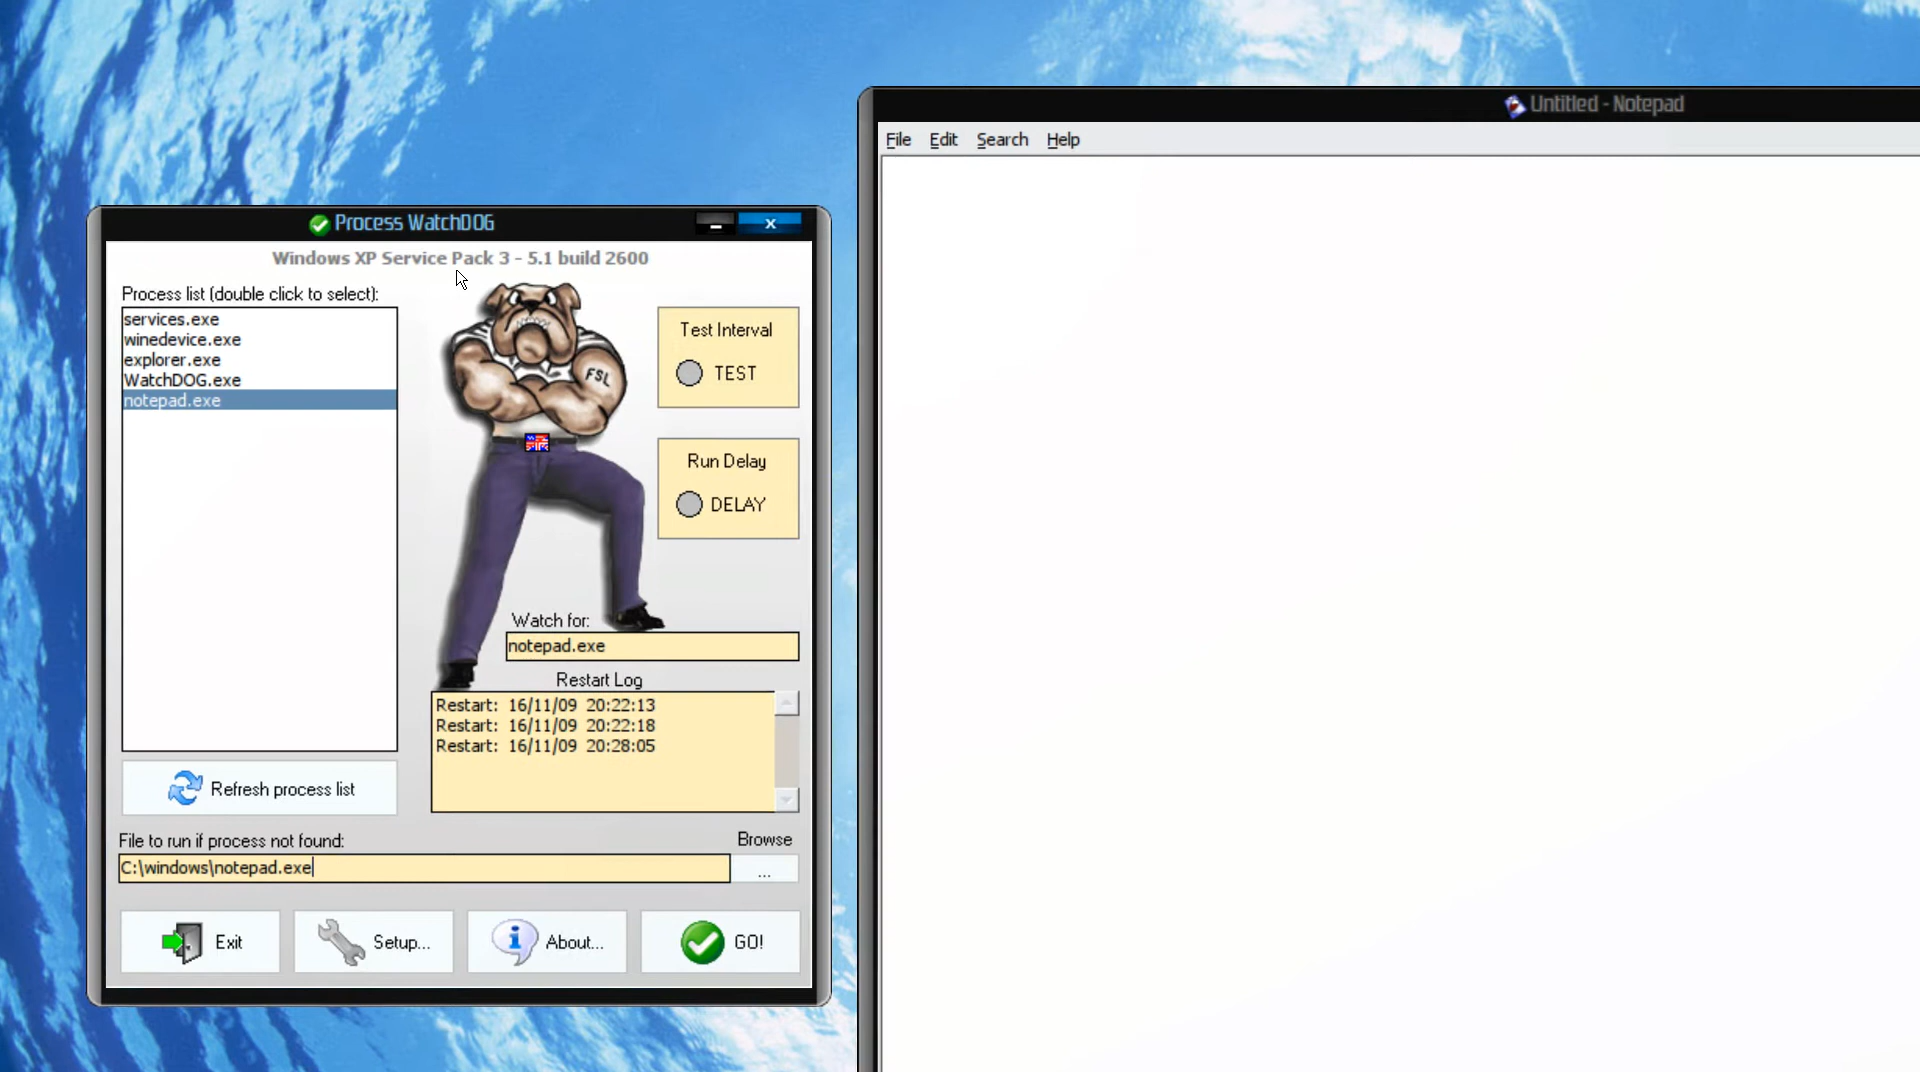 Untitled - Notepad
File Edit Search Help
Process WatchDOG
Windows XP Service Pack 3 - 5.1 build 2600
Process list (double click to select):
services.exe
winedevice.exe
explorer.exe
WatchDOG.exe
notepad.exe
FSL
Test Interval
TEST
Run Delay
DELAY
Watch for:
notepad.exe
Restart Log
Restart: 16/11/09 20:22:13
Restart: 16/11/09 20:22:18
Restart: 16/11/09 20:28:05
Refresh process list
File to run if process not found:
Browse
C:\windows\notepad.exe
...
Exit
Setup...
About...
GO!